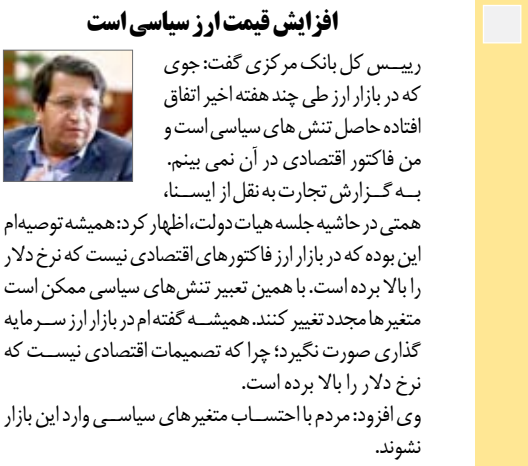 افزایش قیمت ارز سیاسی است
رییس کل بانک مرکزی گفت: جوی
که در بازار ارز طی چند هفته اخیر اتفاق
افتاده حاصل تنش های سیاسی است و
من فاکتور اقتصادی در آن نمی بینم.
به گزارش تجارت به نقل از ایسنا،
همتی در حاشیه جلسه هیات دولت، اظهار کرد: همیشه توصیه‌ام
این بوده که در بازار ارز فاکتورهای اقتصادی نیست که نرخ دلار
را بالا برده است. با همین تعبیر تنش‌های سیاسی ممکن است
متغیرها مجدد تغییر کنند. همیشه گفته ام در بازار ارز سرمایه
گذاری صورت نگیرد؛ چرا که تصمیمات اقتصادی نیست که
نرخ دلار را بالا برده است.
وی افزود: مردم با احتساب متغیرهای سیاسی وارد این بازار
نشوند.